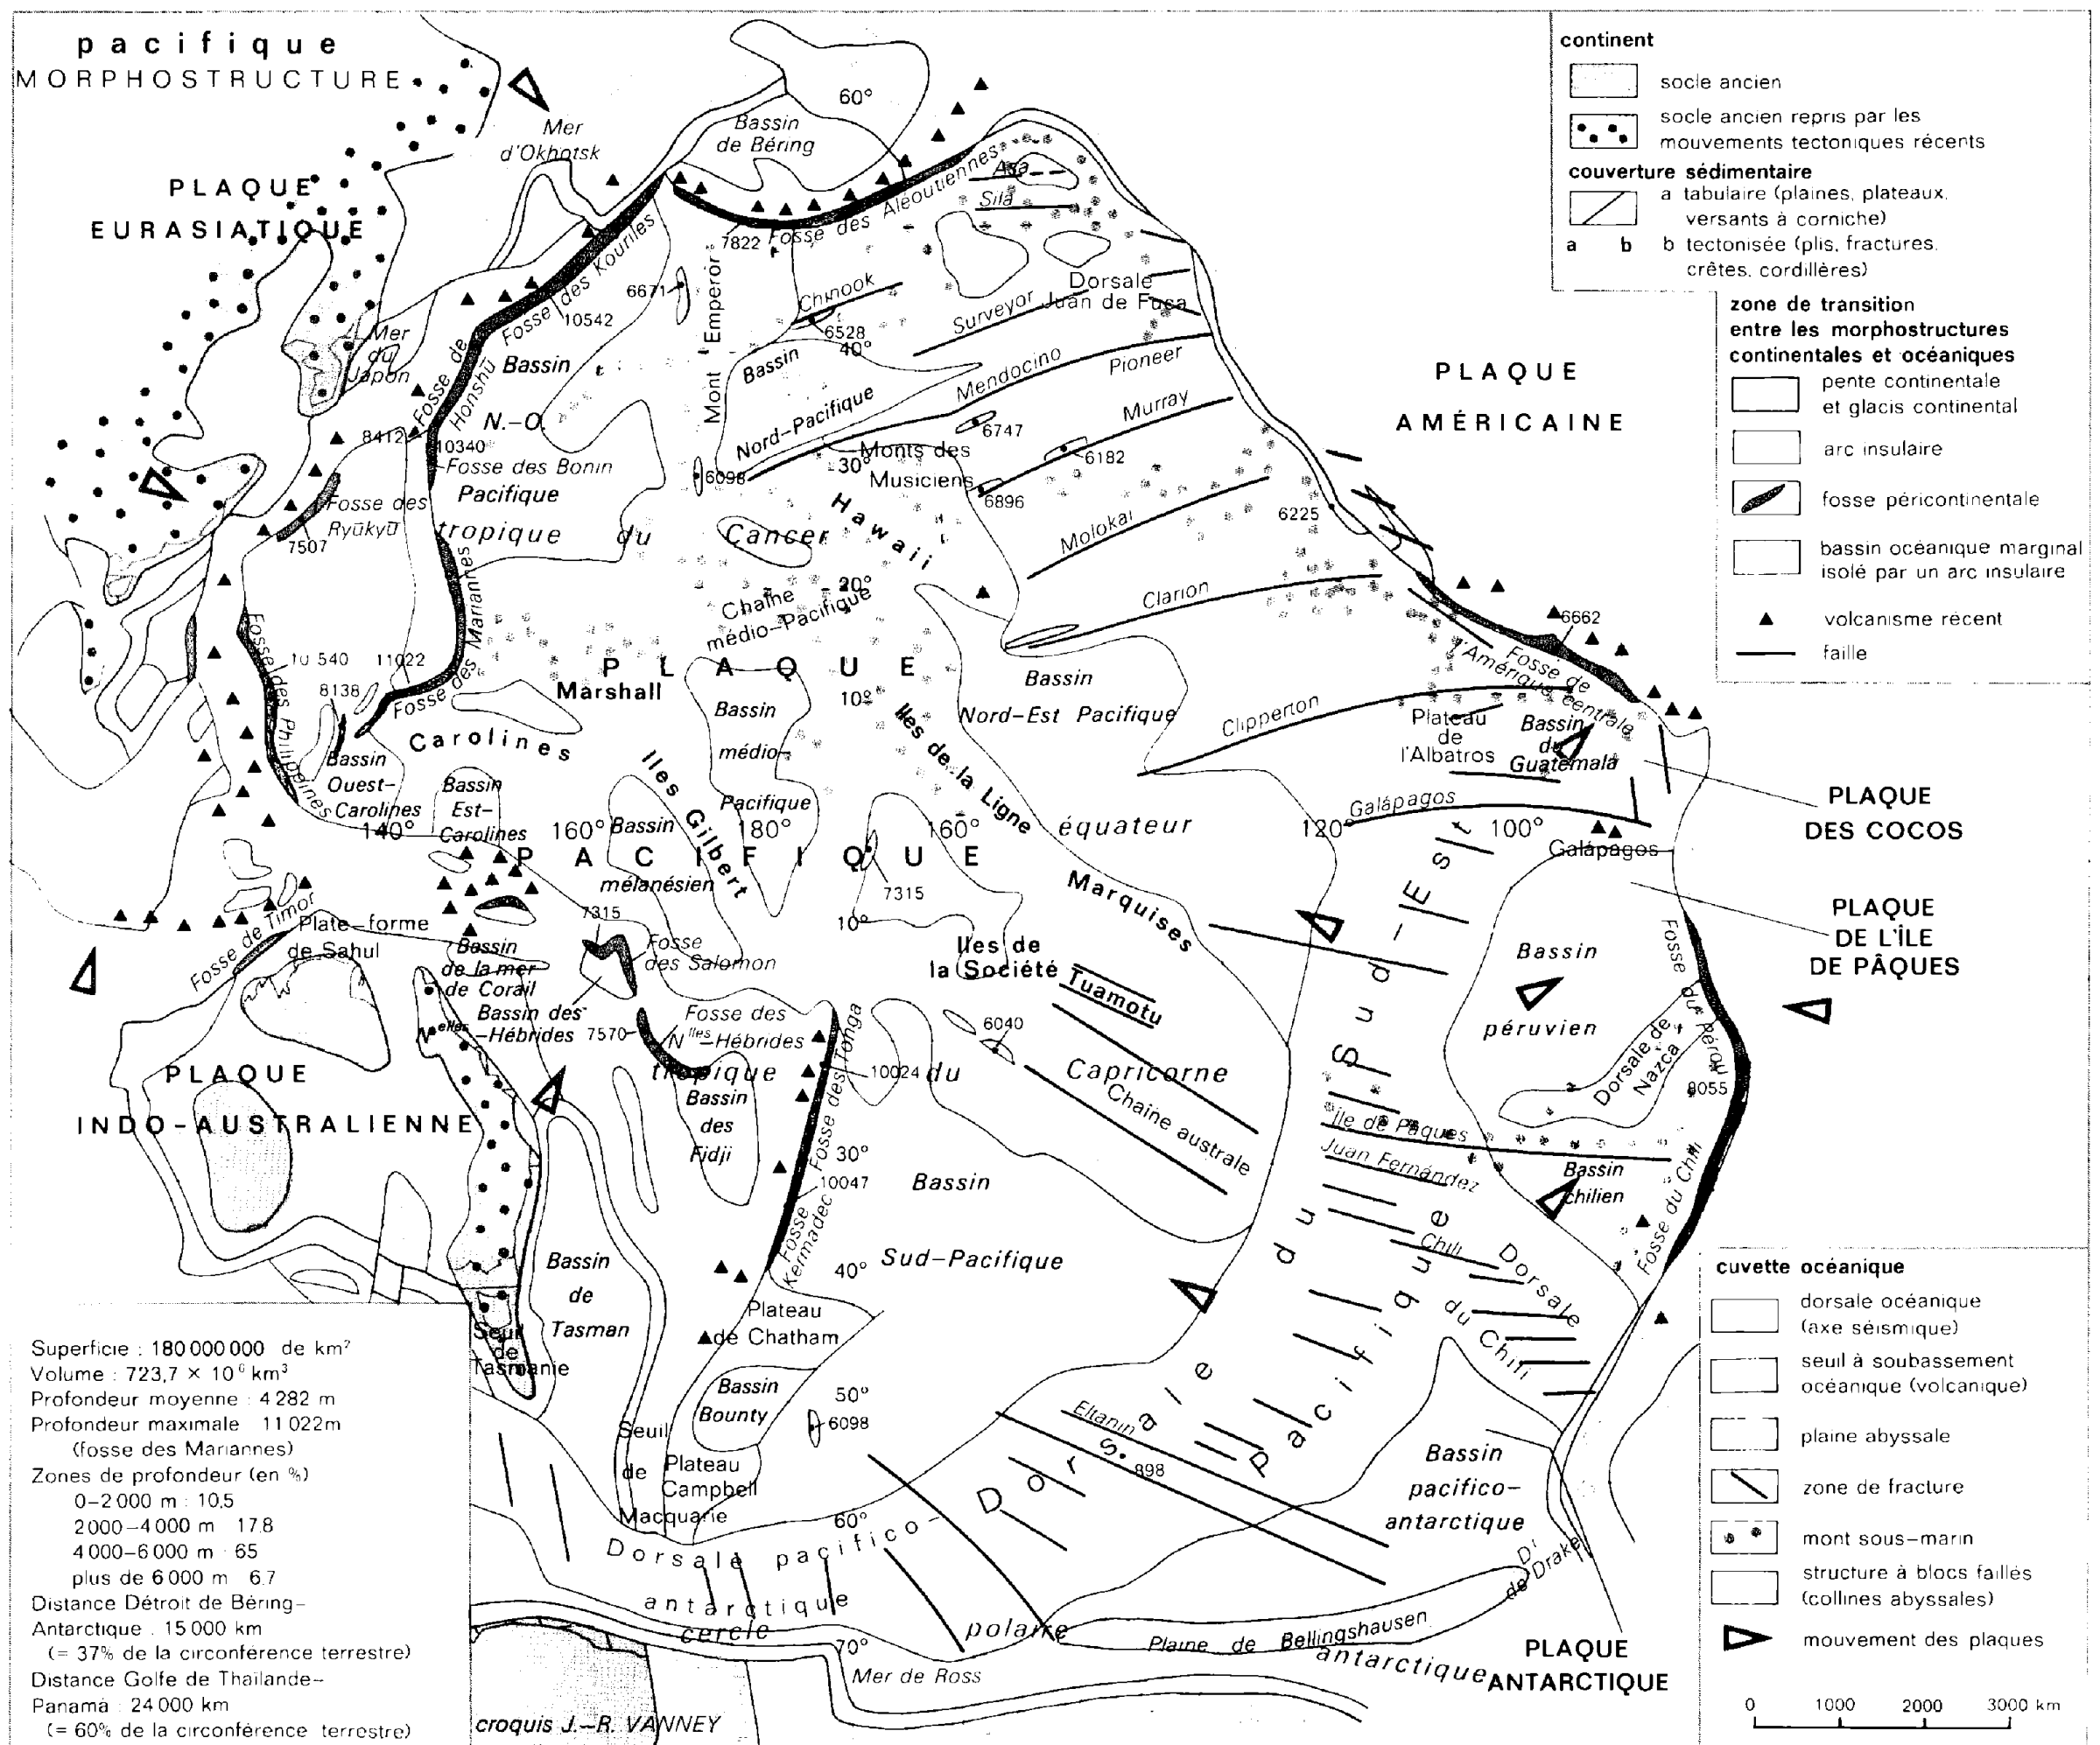 pacifique
MORPHOSTRUCTURE
continent
socle ancien
socle ancien repris par les
mouvements tectoniques récents
couverture sédimentaire
a tabulaire (plaines, plateaux,
versants à corniche)
a b b tectonisée (plis, fractures,
crêtes, cordillères)
zone de transition
entre les morphostructures
continentales et océaniques
pente continentale
et glacis continental
arc insulaire
fosse péricontinentale
bassin océanique marginal
isolé par un arc insulaire
volcanisme récent
faille
PLAQUE
EURASIATIQUE
Mer
d'Okhotsk
60°
Bassin
de Béring
Fosse des Aléoutiennes
7822
Asa
Sila
Fosse des Kouriles
10542
6671
Mont Emperor
Chinook
6528
40°
Surveyor
Dorsale
Juan de Fuca
Mer
du
Japon
Fosse de
Honshū
Bassin
N.-O.
Pacifique
8412
10340
Fosse des Bonin
Bassin
Nord-Pacifique
Mendocino
Pioneer
6747
Murray
6182
6098
30°
Monts des
Musiciens
6896
PLAQUE
AMÉRICAINE
Fosse des
Ryūkyū
7507
tropique du Cancer
Hawaii
Molokai
6225
20°
Chaîne
médio-Pacifique
Clarion
6662
Fosse des Mariannes
Fosse des Philippines
10 540
11022
8138
Fosse des
PLAQUE
Marshall
Bassin
médio-
Pacifique
10°
Bassin
Nord-Est Pacifique
Clipperton
Fosse de
l'Amérique centrale
Plateau
de
l'Albatros
Bassin
du
Guatemala
Carolines
Iles Gilbert
Iles de la Ligne
Bassin
Ouest-
Carolines
Bassin
Est-
Carolines
Galápagos
PLAQUE
DES COCOS
140°
160°
180°
160°
équateur
120°
100°
Bassin
mélanésien
PACIFIQUE
Galápagos
7315
7315
Marquises
10°
PLAQUE
DE L'ÎLE
DE PÂQUES
Fosse de Timor
Plate-forme
de Sahul
Bassin
de la mer
de Corail
Fosse
des Salomon
Iles de
la Société
Tuamotu
Bassin
péruvien
Fosse du Pérou
Bassin des
Nelles-Hébrides
7570
Fosse des
Nlles-Hébrides
Fosse des Tonga
10024
6040
Dorsale de
Nazca
8055
PLAQUE
INDO-AUSTRALIENNE
tropique du Capricorne
Chaîne australe
Bassin
des
Fidji
Ile de Pâques
Juan Fernández
30°
10047
Bassin
Sud-Pacifique
Bassin
chilien
Fosse du Chili
Fosse
Kermadec
Chili
Dorsale
du Chili
40°
Bassin
de
Tasman
Plateau
de Chatham
Seuil
de
Tasmanie
Dorsale du Pacifique Sud-Est
Bassin
Bounty
50°
6098
Seuil
de
Macquarie
Plateau
Campbell
Eltanin
898
Bassin
pacifico-
antarctique
60°
Dorsale pacifico-
antarctique
Dt
de Drake
cercle polaire antarctique
70°
Mer de Ross
Plaine de Bellingshausen
PLAQUE
ANTARCTIQUE
Superficie : 180 000 000 de km²
Volume : 723,7 × 10⁶ km³
Profondeur moyenne : 4 282 m
Profondeur maximale 11 022m
(fosse des Mariannes)
Zones de profondeur (en %)
0-2 000 m : 10.5
2000-4000 m 17.8
4 000-6 000 m · 65
plus de 6 000 m 6.7
Distance Détroit de Béring-
Antarctique . 15 000 km
(= 37% de la circonférence terrestre)
Distance Golfe de Thaïlande-
Panamá : 24 000 km
(= 60% de la circonférence terrestre)
croquis J.-R. VANNEY
cuvette océanique
dorsale océanique
(axe séismique)
seuil à soubassement
océanique (volcanique)
plaine abyssale
zone de fracture
mont sous-marin
structure à blocs faillés
(collines abyssales)
mouvement des plaques
0 1000 2000 3000 km